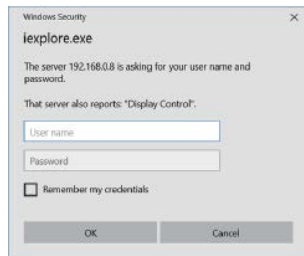 Windows Security
iexplore.exe
The server 192.168.0.8 is asking for your user name and
password.
That server also reports: "Display Control".
User name
Password
Remember my credentials
OK
Cancel